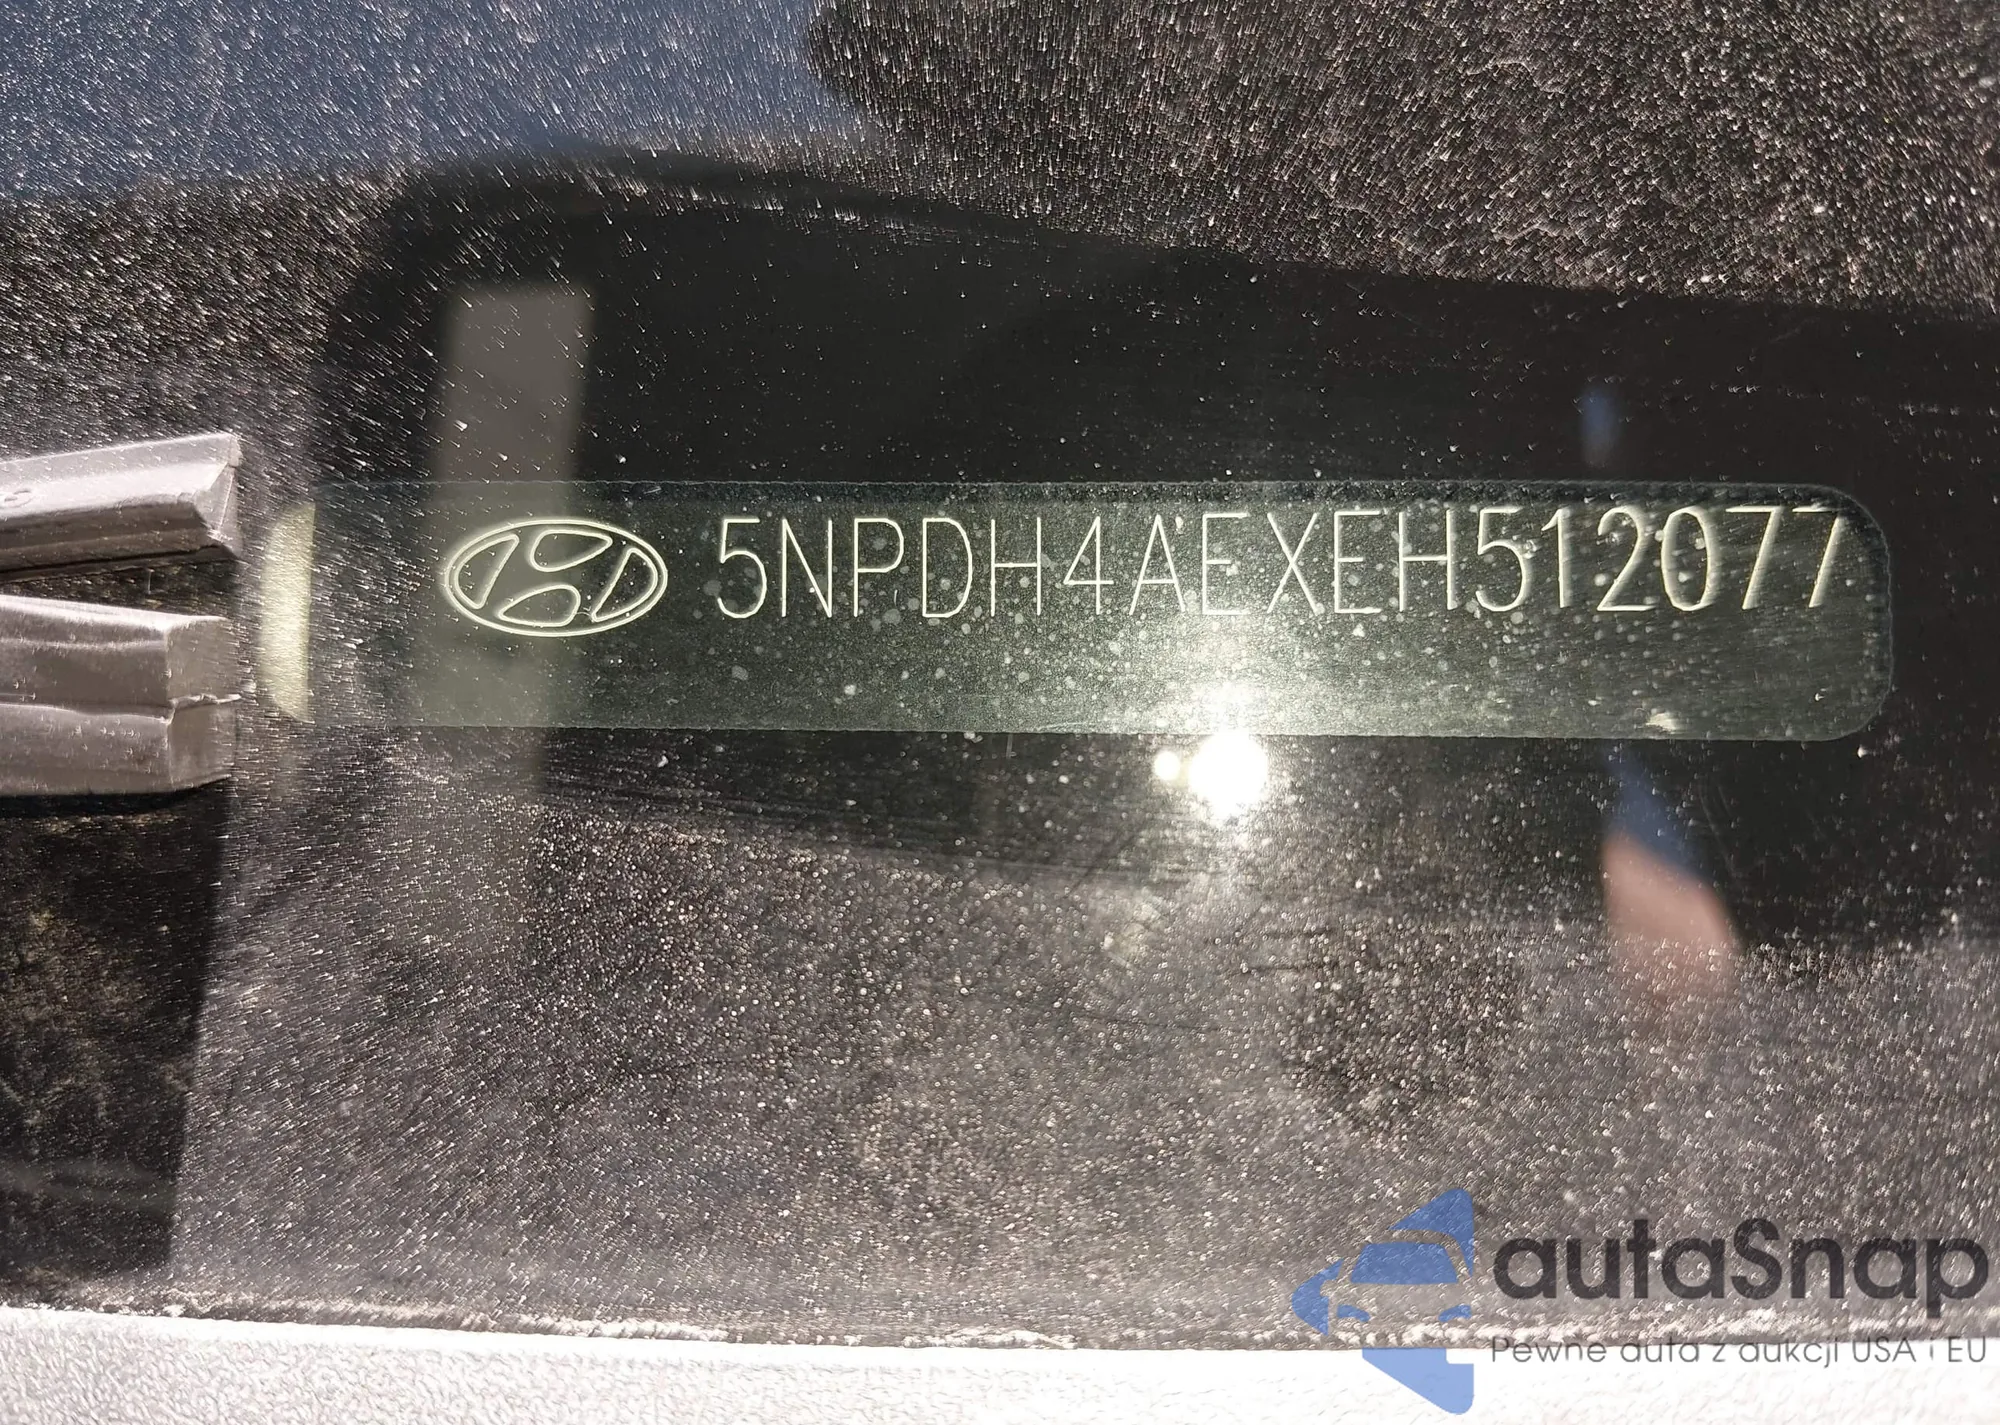 5NPDH4AEXEH512077
autaSnap
Pewne auta z aukcji USA i EU